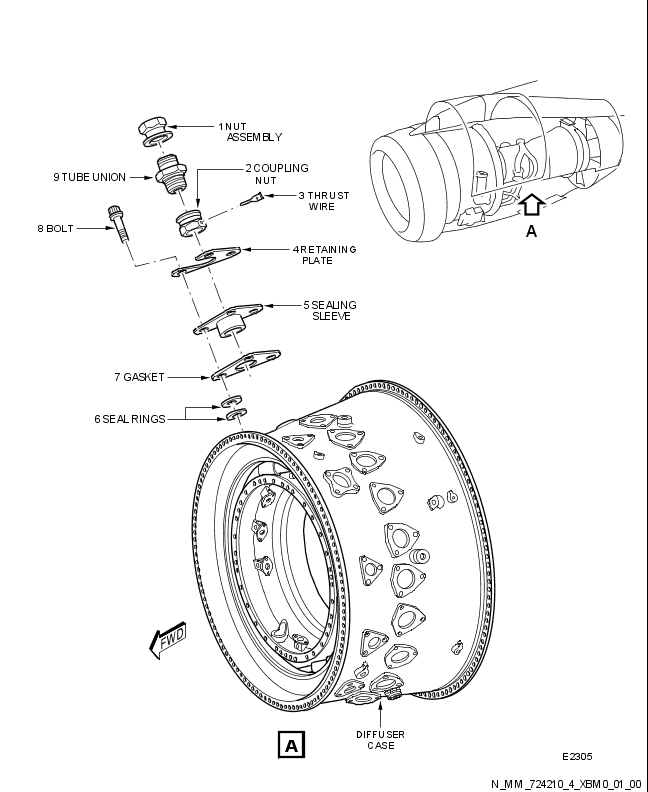 1 NUT
ASSEMBLY
2 COUPLING
NUT
9 TUBE UNION
3 THRUST
WIRE
8 BOLT
4 RETAINING
PLATE
A
5 SEALING
SLEEVE
7 GASKET
6 SEAL RINGS
FWD
DIFFUSER
CASE
A
E2305
N_MM_724210_4_XBM0_01_00